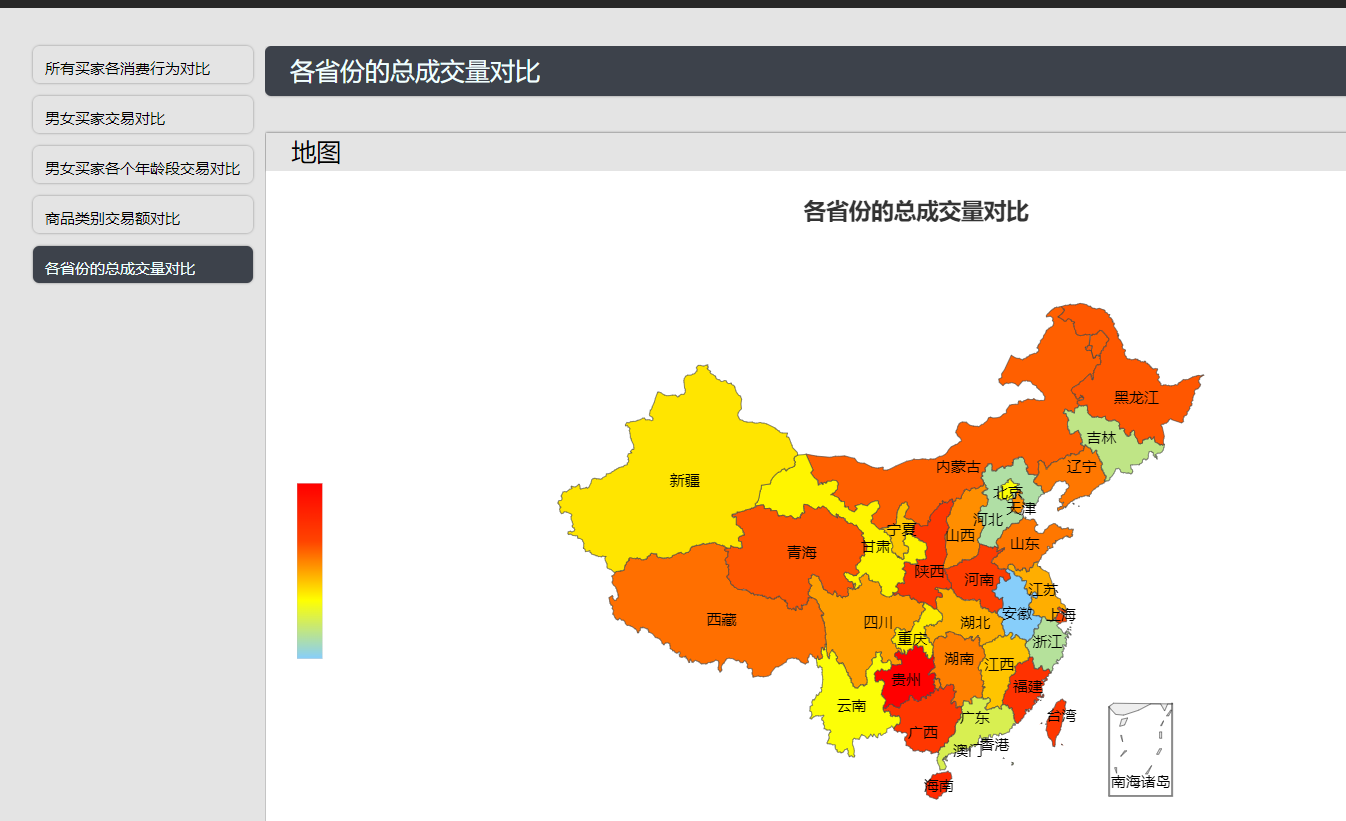 所有买家各消费行为对比
男女买家交易对比
男女买家各个年龄段交易对比
商品类别交易额对比
各省份的总成交量对比
各省份的总成交量对比
地图
各省份的总成交量对比
黑龙江
吉林
辽宁
内蒙古
新疆
北京
天津
河北
宁夏
山西
山东
甘肃
青海
陕西
河南
江苏
安徽
上海
西藏
四川
湖北
重庆
浙江
湖南
江西
贵州
福建
云南
广东
台湾
广西
香港
澳门
南海诸岛
海南